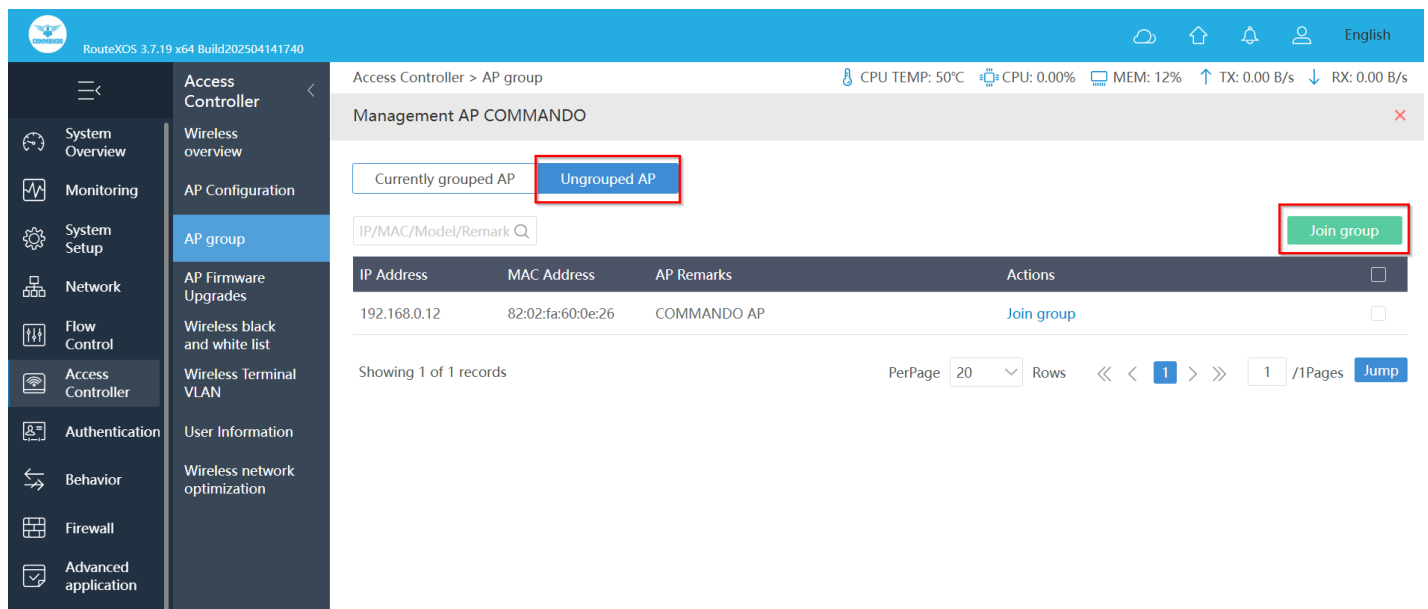 COMMANDO
RouteXOS 3.7.19 x64 Build202504141740
English
Access Controller
Access Controller > AP group
CPU TEMP: 50°C
CPU: 0.00%
MEM: 12%
TX: 0.00 B/s
RX: 0.00 B/s
Management AP COMMANDO
System Overview
Monitoring
System Setup
Network
Flow Control
Access Controller
Authentication
Behavior
Firewall
Advanced application
Wireless overview
AP Configuration
AP group
AP Firmware Upgrades
Wireless black and white list
Wireless Terminal VLAN
User Information
Wireless network optimization
Currently grouped AP
Ungrouped AP
IP/MAC/Model/Remark
Join group
IP Address MAC Address AP Remarks Actions
192.168.0.12 82:02:fa:60:0e:26 COMMANDO AP Join group
Showing 1 of 1 records
PerPage 20 Rows
1
1 /1Pages Jump